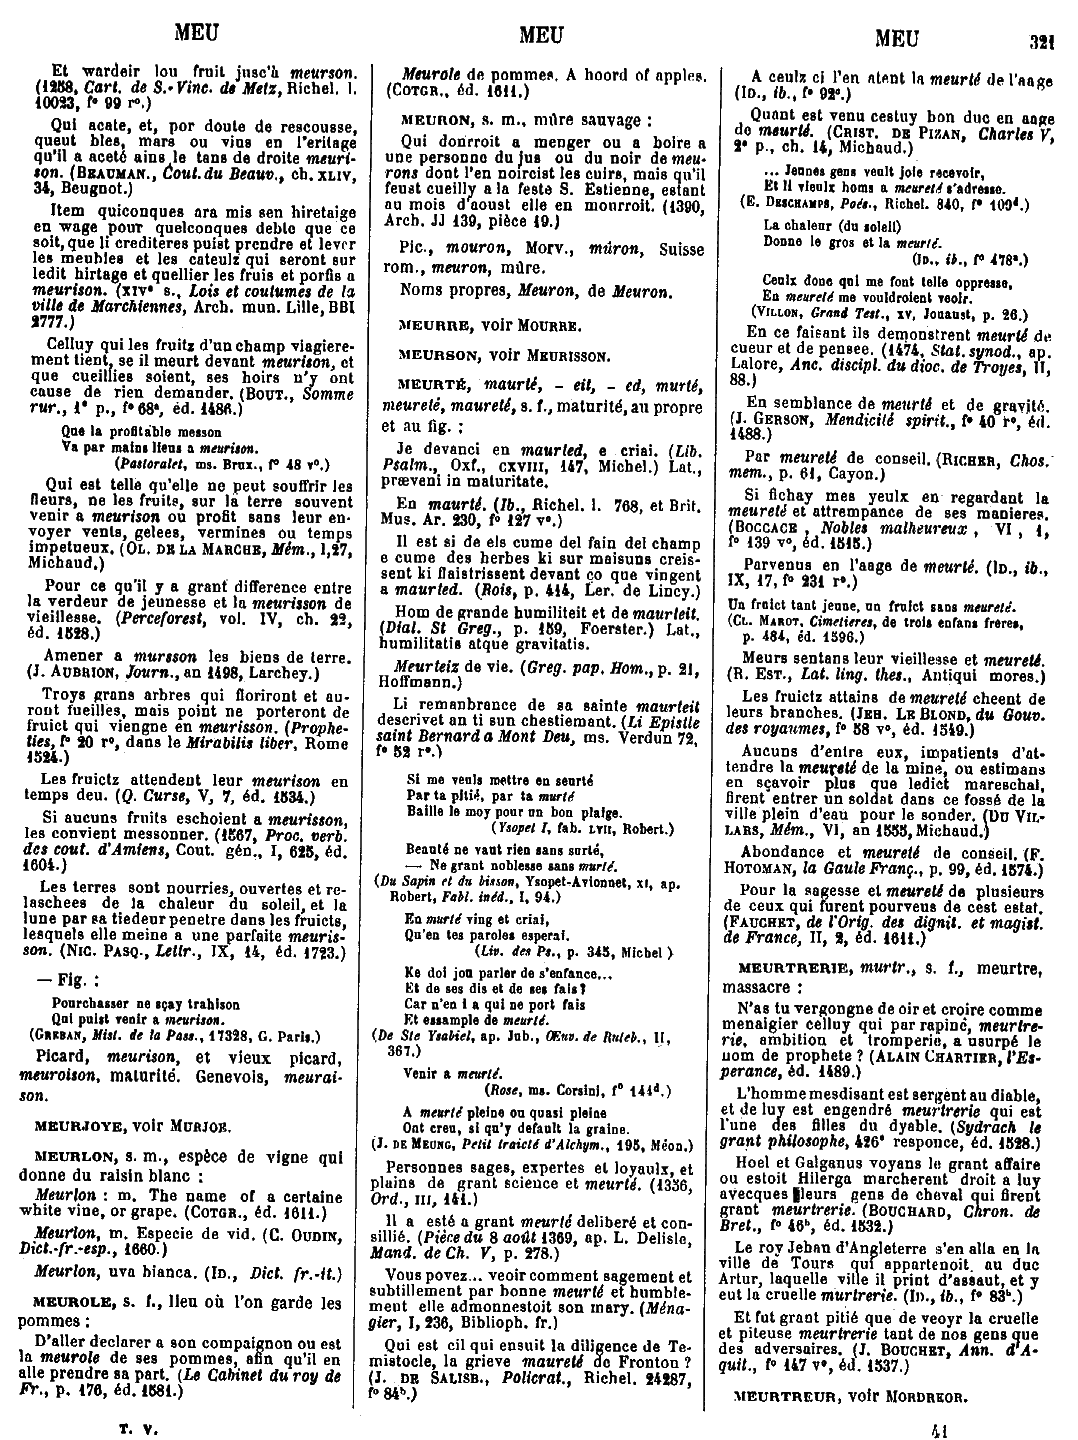 MEU
MEU
MEU
321
Et wardeir lou fruit jusc'à meurson.
(1258, Cart. de S.-Vinc. de Metz, Richel. l.
10023, f° 99 r°.)
Qui acate, et, por doute de rescousse,
queut bles, mars ou vins en l'eritage
qu'il a aceté ains le tans de droite meuri-
son. (BEAUMAN., Cout. du Beauv., ch. XLIV,
34, Beugnot.)
Item quiconques ara mis sen hiretaige
en wage pour quelconques debte que ce
soit, que li crediteres puist prendre et lever
les meubles et les cateulz qui seront sur
ledit hirtage et quellier les fruis et porfis a
meurison. (XIV° s., Lois et coutumes de la
ville de Marchiennes, Arch. mun. Lille, BBI
2777.)
Celluy qui les fruitz d'un champ viagiere-
ment tient, se il meurt devant meurison, et
que cueillies soient, ses hoirs n'y ont
cause de rien demander. (BOUT., Somme
rur., 1° p., f° 68ª, éd. 1486.)
Que la profitable messon
Va par mains liens a meurison.
(Pastoralet, ms. Brux., f° 48 v°.)
Qui est telle qu'elle ne peut souffrir les
fleurs, ne les fruits, sur la terre souvent
venir a meurison ou profit sans leur en-
voyer vents, gelees, vermines ou temps
impetueux. (OL. DE LA MARCHE, Mém., I, 27,
Michaud.)
Pour ce qu'il y a grant difference entre
la verdeur de jeunesse et la meurisson de
vieillesse. (Perceforest, vol. IV, ch. 22,
éd. 1528.)
Amener a mursson les biens de terre.
(J. AUBRION, Journ., an 1498, Larchey.)
Troys grans arbres qui floriront et au-
ront fueilles, mais point ne porteront de
fruict qui viengne en meurisson. (Prophe-
ties, f° 20 r°, dans le Mirabilis liber, Rome
1524.)
Les fruictz attendent leur meurison en
temps deu. (Q. Curse, V, 7, éd. 1534.)
Si aucuns fruits eschoient a meurisson,
les convient messonner. (1567, Proc. verb.
des cout. d'Amiens, Cout. gén., I, 625, éd.
1604.)
Les terres sont nourries, ouvertes et re-
laschees de la chaleur du soleil, et la
lune par sa tiedeur penetre dans les fruicts,
lesquels elle meine a une parfaite meuris-
son. (NIC. PASQ., Lettr., IX, 14, éd. 1723.)
— Fig. :
Pourchasser ne sçay trahison
Qui puist venir a meurison.
(GREBAN, Mist. de la Pass., 17328, G. Paris.)
Picard, meurison, et vieux picard,
meuroison, maturité. Genevois, meurai-
son.
MEURJOYE, voir MURJOE.
MEURLON, s. m., espèce de vigne qui
donne du raisin blanc :
Meurlon : m. The name of a certaine
white vine, or grape. (COTGR., éd. 1611.)
Meurlon, m. Especie de vid. (C. OUDIN,
Dict.-fr.-esp., 1660.)
Meurlon, uva bianca. (ID., Dict. fr.-it.)
MEUROLE, s. f., lieu où l'on garde les
pommes :
D'aller declarer a son compaignon ou est
la meurole de ses pommes, afin qu'il en
alle prendre sa part. (Le Cabinet du roy de
Fr., p. 176, éd. 1581.)
T. V.
Meurole de pommes. A hoord of apples.
(COTGR., éd. 1611.)
MEURON, s. m., mûre sauvage :
Qui donrroit a menger ou a boire a
une personne du jus ou du noir de meu-
rons dont l'en noircist les cuirs, mais qu'il
feust cueilly a la feste S. Estienne, estant
au mois d'aoust elle en monrroit. (1390,
Arch. JJ 139, pièce 19.)
Pic., mouron, Morv., mûron, Suisse
rom., meuron, mûre.
Noms propres, Meuron, de Meuron.
MEURRE, voir MOURRE.
MEURSON, voir MEURISSON.
MEURTÉ, maurté, - eit, - ed, murté,
meureté, maureté, s. f., maturité, au propre
et au fig. :
Je devanci en maurted, e criai. (Lib.
Psalm., Oxf., CXVIII, 147, Michel.) Lat.,
præveni in maturitate.
En maurté. (Ib., Richel. l. 768, et Brit.
Mus. Ar. 230, f° 127 v°.)
Il est si de els cume del fain del champ
e cume des herbes ki sur maisuns creis-
sent ki flaistrissent devant ço que vingent
a maurted. (Rois, p. 414, Ler. de Lincy.)
Hom de grande humiliteit et de maurteit.
(Dial. St Greg., p. 159, Foerster.) Lat.,
humilitatis atque gravitatis.
Meurteiz de vie. (Greg. pap. Hom., p. 21,
Hoffmann.)
Li remanbrance de sa sainte maurteit
descrivet an ti sun chestiemant. (Li Epistle
saint Bernard a Mont Deu, ms. Verdun 72,
f° 52 r°.)
Si me veuls mettre en seurté
Par ta pitié, par ta murté
Baille le moy pour un bon plaige.
(Ysopet I, fab. LVII, Robert.)
Beauté ne vaut rien sans surté,
— Ne grant noblesse sans murté.
(Du Sapin et du bisson, Ysopet-Avionnet, XI, ap.
Robert, Fabl. inéd., I, 94.)
En murté ving et criai,
Qu'en tes paroles esperai.
(Liv. des Ps., p. 345, Michel)
Ke doi jou parler de s'enfance...
Et de ses dis et de ses fais?
Car n'en i a qui ne port fais
Et essample de meurté.
(De Ste Ysabiel, ap. Jub., Œuv. de Ruteb., II,
367.)
Venir a meurté.
(Rose, ms. Corsini, f° 144d.)
A meurté pleine ou quasi pleine
Ont creu, si qu'y default la graine.
(J. DE MEUNG, Petit traicté d'Alchym., 195, Méon.)
Personnes sages, expertes et loyaulx, et
plains de grant science et meurté. (1336,
Ord., III, 141.)
Il a esté a grant meurté deliberé et con-
sillié. (Pièce du 8 août 1369, ap. L. Delisle,
Mand. de Ch. V, p. 278.)
Vous povez... veoir comment sagement et
subtillement par bonne meurté et humble-
ment elle admonnestoit son mary. (Ména-
gier, I, 236, Biblioph. fr.)
Qui est cil qui ensuit la diligence de Te-
mistocle, la grieve maureté de Fronton ?
(J. DE SALISB., Policrat., Richel. 24287,
f° 84b.)
A ceulz ci l'en atent la meurté de l'aage
(ID., ib., f° 92c.)
Quant est venu cestuy bon duc en aage
de meurté. (CRIST. DE PIZAN, Charles V,
2° p., ch. 14, Michaud.)
... Jeunes gens veult joie recevoir,
Et li vieulx homs a meureté s'adresse.
(E. DESCHAMPS, Poés., Richel. 840, f° 109d.)
La chaleur (du soleil)
Donne le gros et la meurté.
(ID., ib., f° 478ª.)
Ceulx donc qui me font telle oppresse,
En meureté me vouldroient veoir.
(VILLON, Grand Test., XV, Jouaust, p. 26.)
En ce faisant ils demonstrent meurté de
cueur et de pensee. (1474, Stat. synod., ap.
Lalore, Anc. discipl. du dioc. de Troyes, II,
88.)
En semblance de meurté et de gravité.
(J. GERSON, Mendicité spirit., f° 40 r°, éd.
1488.)
Par meureté de conseil. (RICHER, Chos.
mem., p. 61, Cayon.)
Si fichay mes yeulx en regardant la
meureté et attrempance de ses manieres.
(BOCCACE, Nobles malheureux, VI, 1,
f° 139 v°, éd. 1515.)
Parvenus en l'aage de meurté. (ID., ib.,
IX, 17, f° 231 r°.)
Un fruict tant jeune, un fruict sans meureté.
(CL. MAROT, Cimetieres, de trois enfans freres,
p. 484, éd. 1596.)
Meurs sentans leur vieillesse et meureté.
(R. EST., Lat. ling. thes., Antiqui mores.)
Les fruictz attains de meureté cheent de
leurs branches. (JEH. LE BLOND, du Gouv.
des royaumes, f° 58 v°, éd. 1549.)
Aucuns d'entre eux, impatients d'at-
tendre la meureté de la mine, ou estimans
en sçavoir plus que ledict mareschal,
firent entrer un soldat dans ce fossé de la
ville plein d'eau pour le sonder. (DU VIL-
LARS, Mém., VI, an 1555, Michaud.)
Abondance et meureté de conseil. (F.
HOTOMAN, la Gaule Franç., p. 99, éd. 1574.)
Pour la sagesse et meureté de plusieurs
de ceux qui furent pourveus de cest estat.
(FAUCHET, de l'Orig. des dignit. et magist.
de France, II, 2, éd. 1611.)
MEURTRERIE, murtr., s. f., meurtre,
massacre :
N'as tu vergongne de oir et croire comme
menaigier celluy qui par rapine, meurtre-
rie, ambition et tromperie, a usurpé le
nom de prophete ? (ALAIN CHARTIER, l'Es-
perance, éd. 1489.)
L'homme mesdisant est sergent au diable,
et de luy est engendré meurtrerie qui est
l'une des filles du dyable. (Sydrach le
grant philosophe, 426° responce, éd. 1528.)
Hoel et Galganus voyans le grant affaire
ou estoit Hilerga marcherent droit a luy
avecques pleurs gens de cheval qui firent
grant meurtrerie. (BOUCHARD, Chron. de
Bret., f° 46b, éd. 1532.)
Le roy Jehan d'Angleterre s'en alla en la
ville de Tours qui appartenoit au duc
Artur, laquelle ville il print d'assaut, et y
eut la cruelle murtrerie. (ID., ib., f° 83b.)
Et fut grant pitié que de veoyr la cruelle
et piteuse meurtrerie tant de nos gens que
des adversaires. (J. BOUCHET, Ann. d'A-
quit., f° 147 v°, éd. 1537.)
MEURTREUR, voir MORDREOR.
41